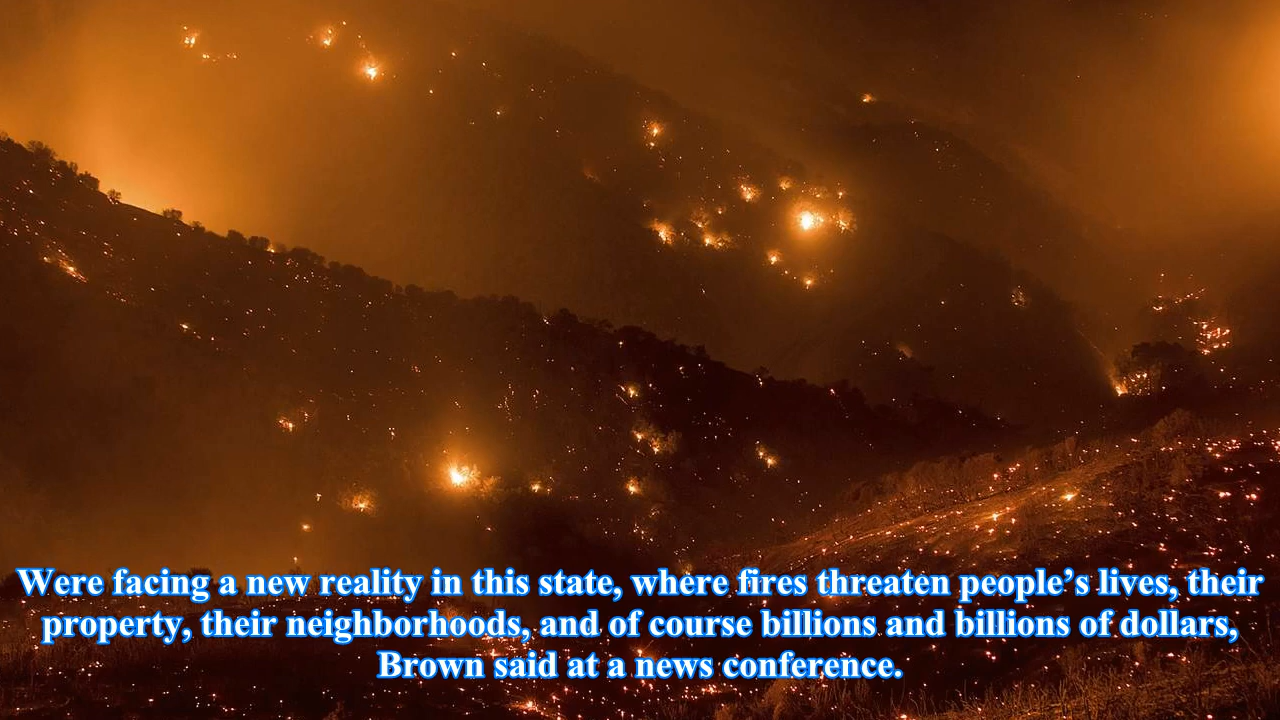 Were facing a new reality in this state, where fires threaten people’s lives, their
property, their neighborhoods, and of course billions and billions of dollars,
Brown said at a news conference.